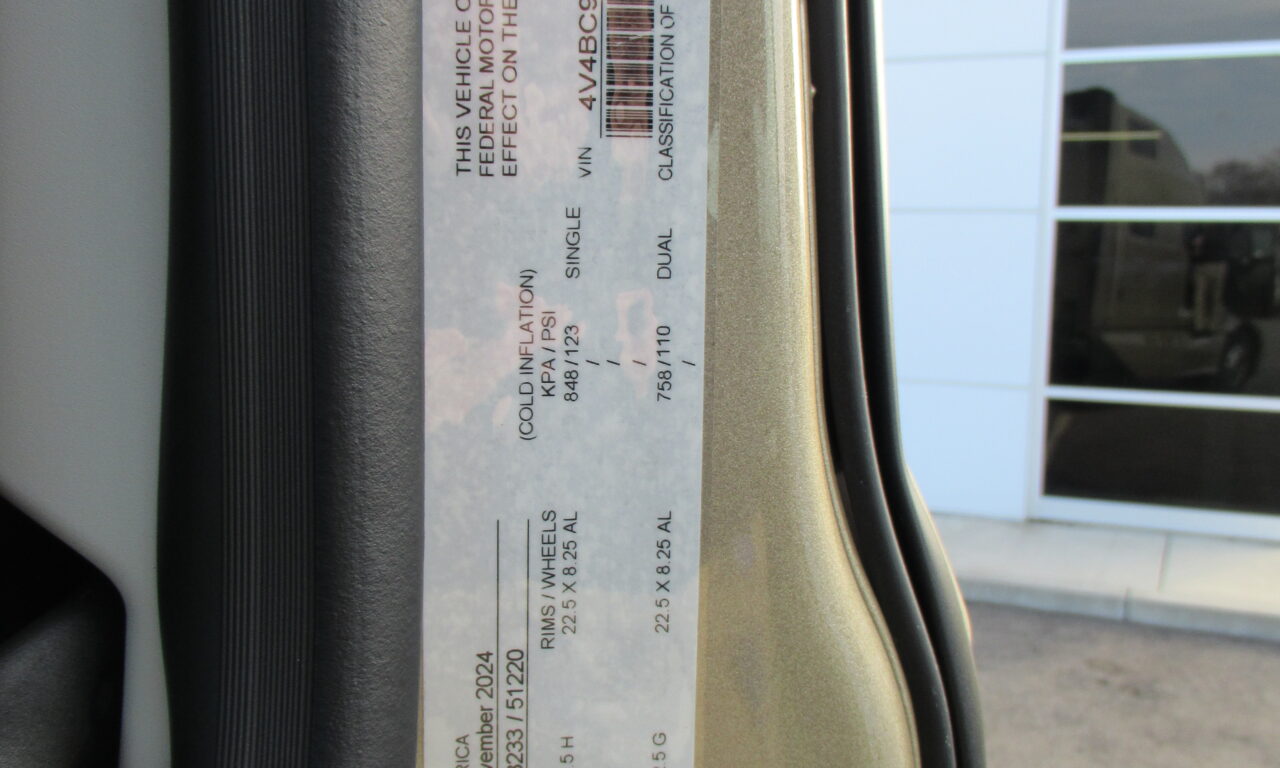 RICA
vember 2024
3233 / 51220
(COLD INFLATION)
RIMS / WHEELS KPA / PSI
5 H 22.5 X 8.25 AL 848 / 123 SINGLE
/
/
/
.5 G 22.5 X 8.25 AL 758 / 110 DUAL
/
THIS VEHICLE C
FEDERAL MOTOR
EFFECT ON THE
VIN 4V4BC9
CLASSIFICATION OF